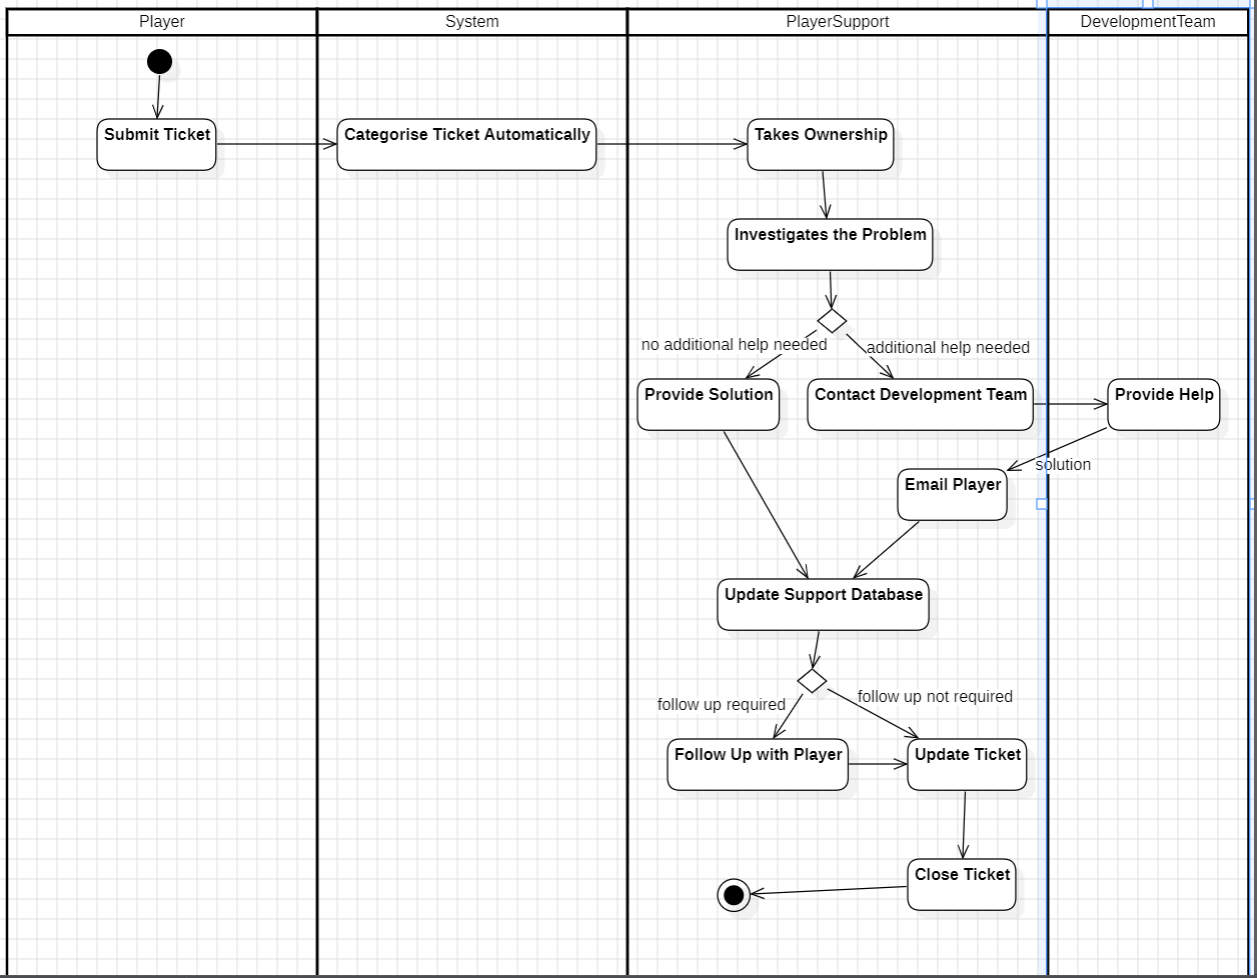 Player
System
PlayerSupport
DevelopmentTeam
Submit Ticket
Categorise Ticket Automatically
Takes Ownership
Investigates the Problem
no additional help needed
additional help needed
Provide Solution
Contact Development Team
Provide Help
solution
Email Player
Update Support Database
follow up required
follow up not required
Follow Up with Player
Update Ticket
Close Ticket